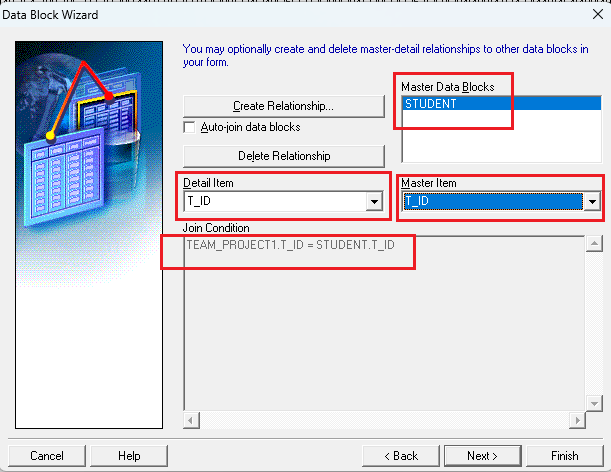 Data Block Wizard
You may optionally create and delete master-detail relationships to other data blocks in
your form.
Master Data Blocks
STUDENT
Create Relationship...
Auto-join data blocks
Delete Relationship
Detail Item
Master Item
T_ID
T_ID
Join Condition
TEAM_PROJECT1.T_ID = STUDENT.T_ID
Cancel
Help
< Back
Next >
Finish